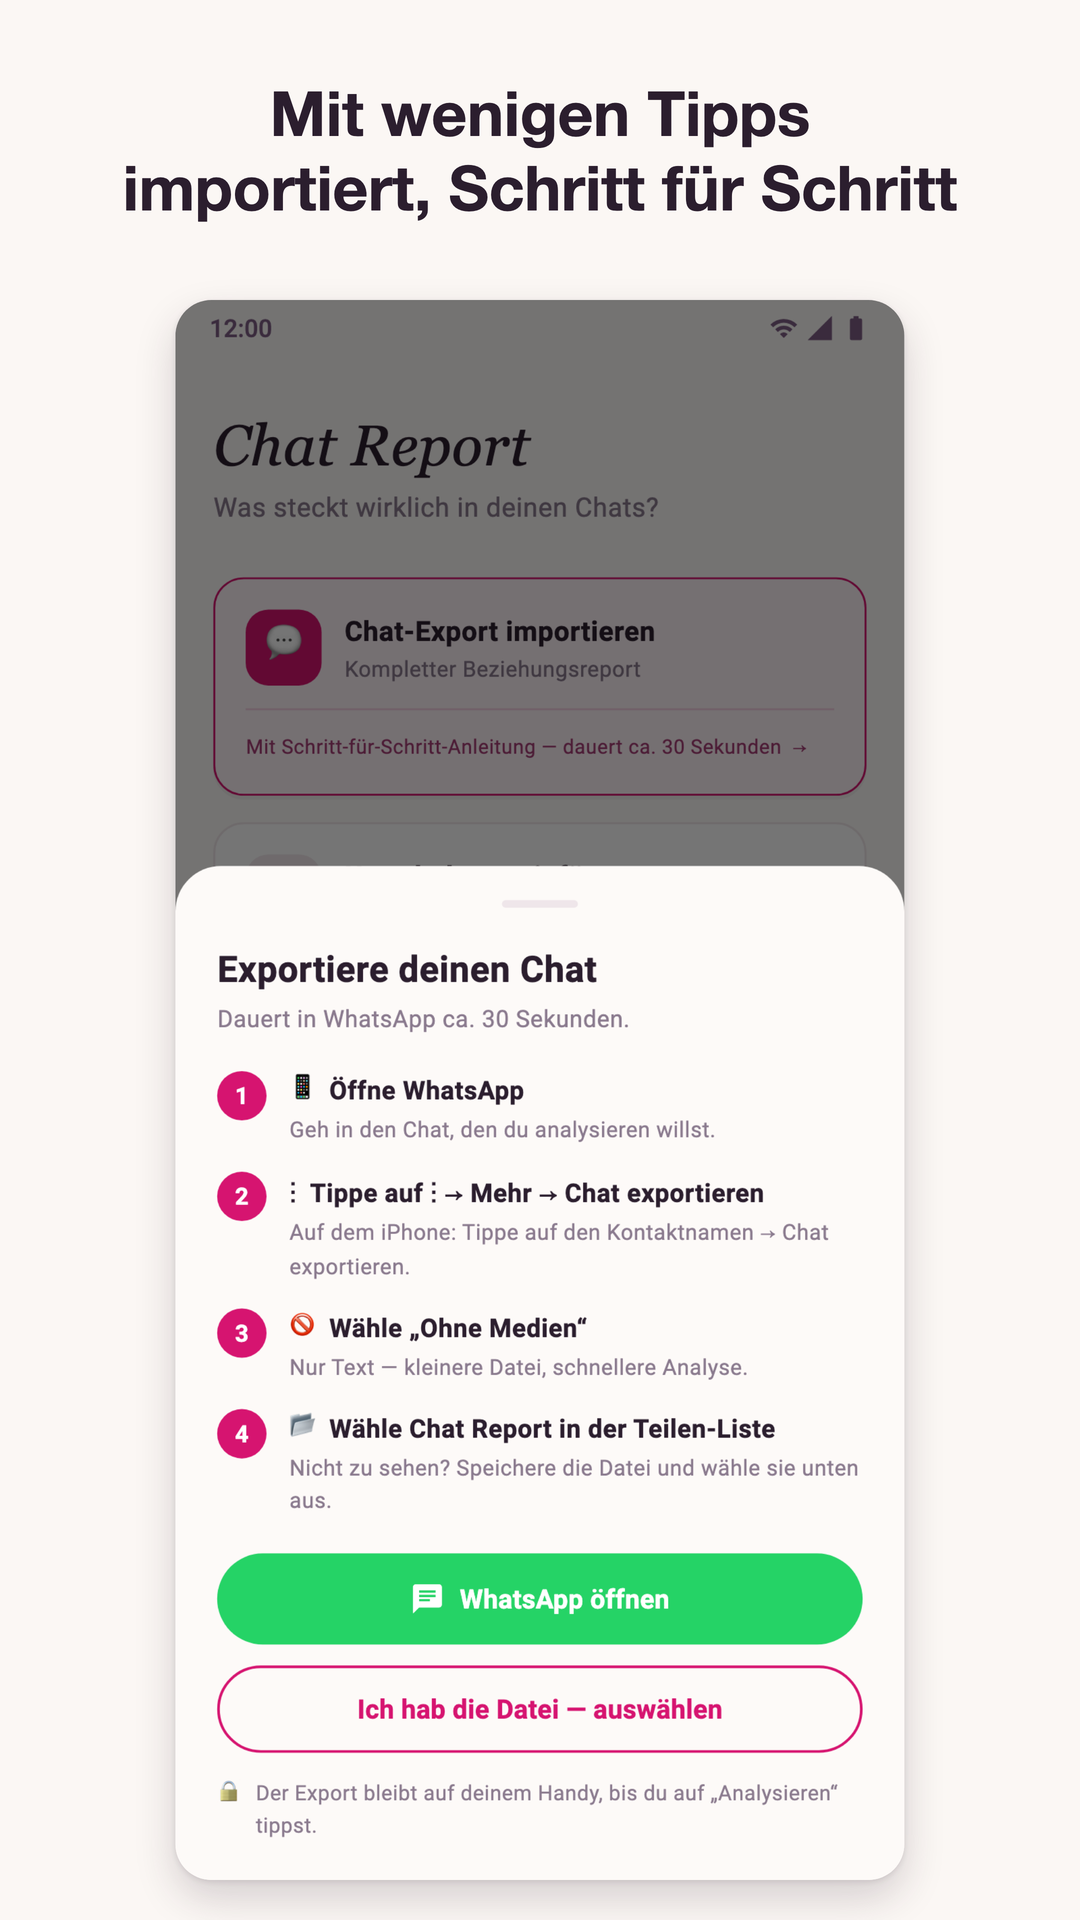 Mit wenigen Tipps
importiert, Schritt für Schritt
12:00
Chat Report
Was steckt wirklich in deinen Chats?
Chat-Export importieren
Kompletter Beziehungsreport
Mit Schritt-für-Schritt-Anleitung — dauert ca. 30 Sekunden →
Exportiere deinen Chat
Dauert in WhatsApp ca. 30 Sekunden.
1 📱 Öffne WhatsApp
Geh in den Chat, den du analysieren willst.
2 ⋮ Tippe auf ⋮ → Mehr → Chat exportieren
Auf dem iPhone: Tippe auf den Kontaktnamen → Chat
exportieren.
3 🚫 Wähle „Ohne Medien“
Nur Text — kleinere Datei, schnellere Analyse.
4 📂 Wähle Chat Report in der Teilen-Liste
Nicht zu sehen? Speichere die Datei und wähle sie unten
aus.
WhatsApp öffnen
Ich hab die Datei — auswählen
🔒 Der Export bleibt auf deinem Handy, bis du auf „Analysieren“
tippst.